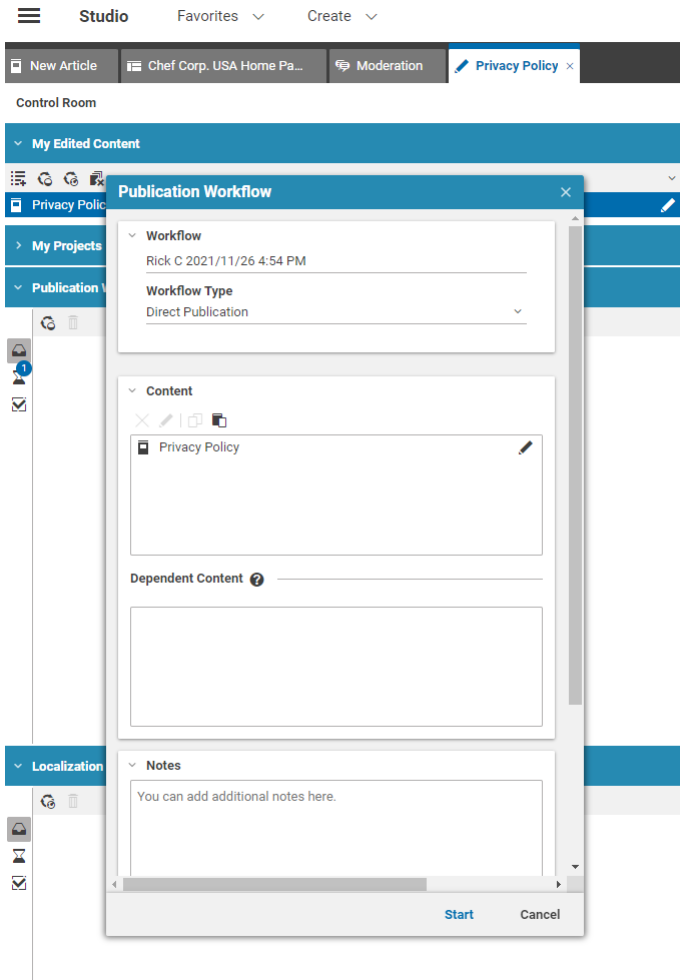 Studio Favorites Create
New Article Chef Corp. USA Home Pa... Moderation Privacy Policy ×
Control Room
My Edited Content
Privacy Polic
My Projects
Publication
1
Localization
Publication Workflow ×
Workflow
Rick C 2021/11/26 4:54 PM
Workflow Type
Direct Publication
Content
Privacy Policy
Dependent Content ?
Notes
You can add additional notes here.
Start Cancel